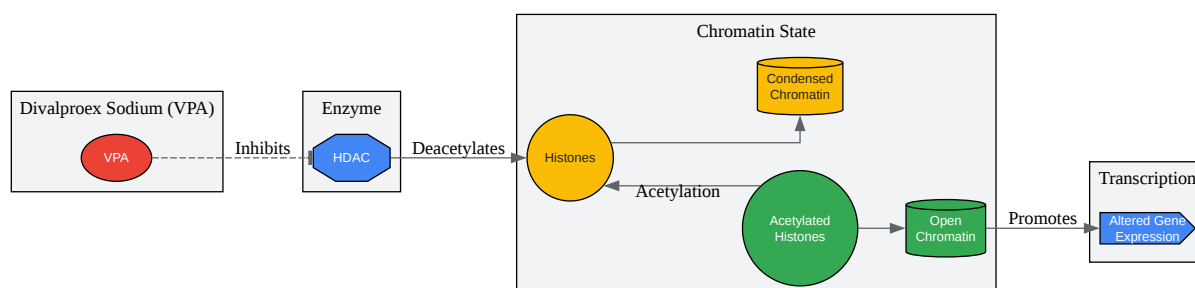 Chromatin State
Condensed
Chromatin
Divalproex Sodium (VPA)
VPA
Inhibits
Enzyme
HDAC
Deacetylates
Histones
Acetylation
Acetylated
Histones
Open
Chromatin
Promotes
Transcription
Altered Gene
Expression